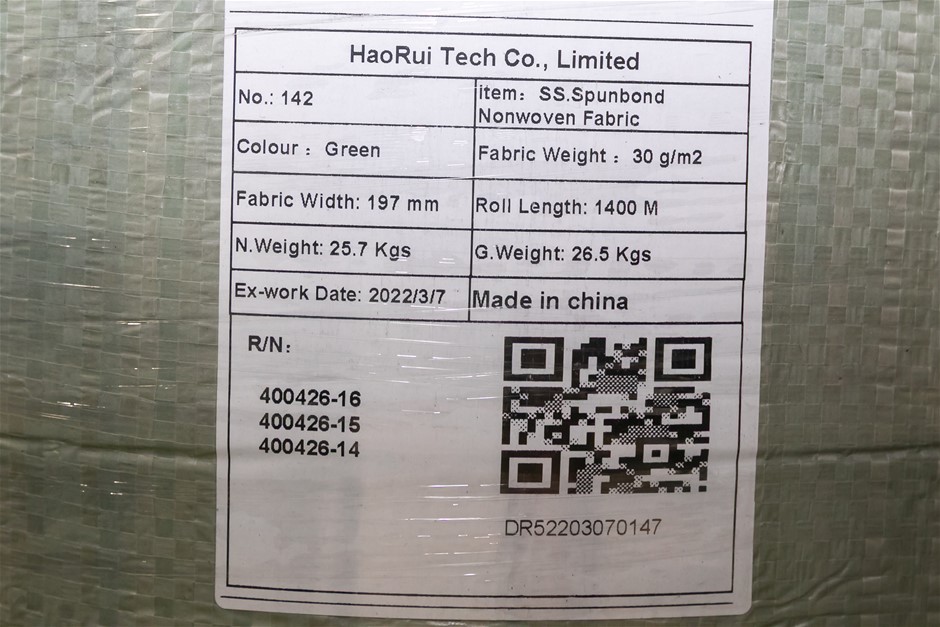 HaoRui Tech Co., Limited
No.: 142
item: SS.Spunbond
Nonwoven Fabric
Colour : Green
Fabric Weight : 30 g/m2
Fabric Width: 197 mm
Roll Length: 1400 M
N.Weight: 25.7 Kgs
G.Weight: 26.5 Kgs
Ex-work Date: 2022/3/7
Made in china
R/N:
400426-16
400426-15
400426-14
DR52203070147